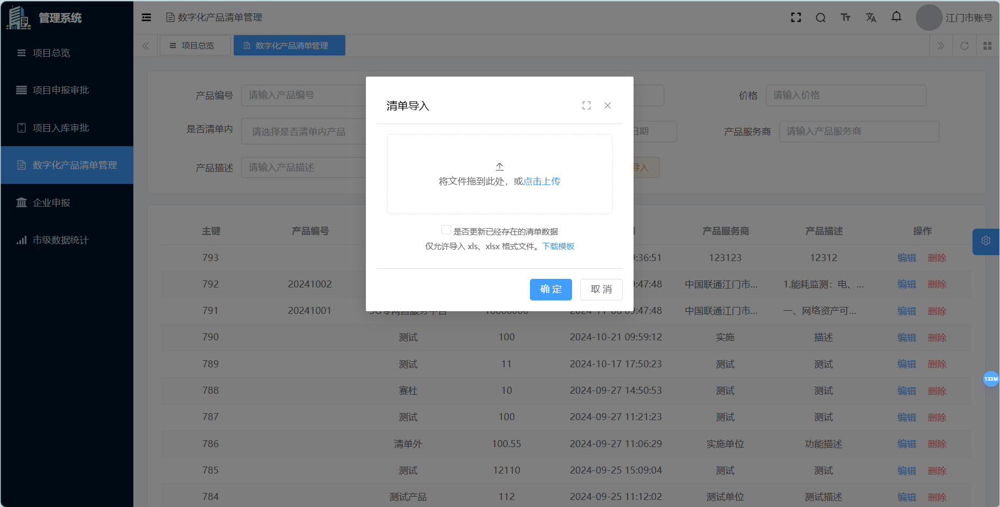 管理系统
数字化产品清单管理
江门市账号
项目总览
数字化产品清单管理
项目总览
项目申报审批
项目入库审批
数字化产品清单管理
企业申报
市级数据统计
产品编号 请输入产品编号
价格 请输入价格
是否清单内 请选择是否清单内产品
日期
产品服务商 请输入产品服务商
产品描述 请输入产品描述
导入
清单导入
将文件拖到此处，或点击上传
是否更新已经存在的清单数据
仅允许导入 xls、xlsx 格式文件。下载模板
确 定 取 消
主键 产品编号 产品服务商 产品描述 操作
793 9:36:51 123123 12312 编辑 删除
792 20241002 9:47:48 中国联通江门市... 1.能耗监测：电、... 编辑 删除
791 20241001 5G专网自服务平台 10000000 2024-11-06 09:47:48 中国联通江门市... 一、网络资产可... 编辑 删除
790 测试 100 2024-10-21 09:59:12 实施 描述 编辑 删除
789 测试 11 2024-10-17 17:50:23 测试 测试 编辑 删除
788 赛杜 10 2024-09-27 14:50:53 测试 测试 编辑 删除
787 测试 100 2024-09-27 11:21:23 测试 测试 编辑 删除
786 清单外 100.55 2024-09-27 11:06:29 实施单位 功能描述 编辑 删除
785 测试 12110 2024-09-25 15:09:04 测试 测试 编辑 删除
784 测试产品 112 2024-09-25 11:12:02 测试单位 测试描述 编辑 删除
133M